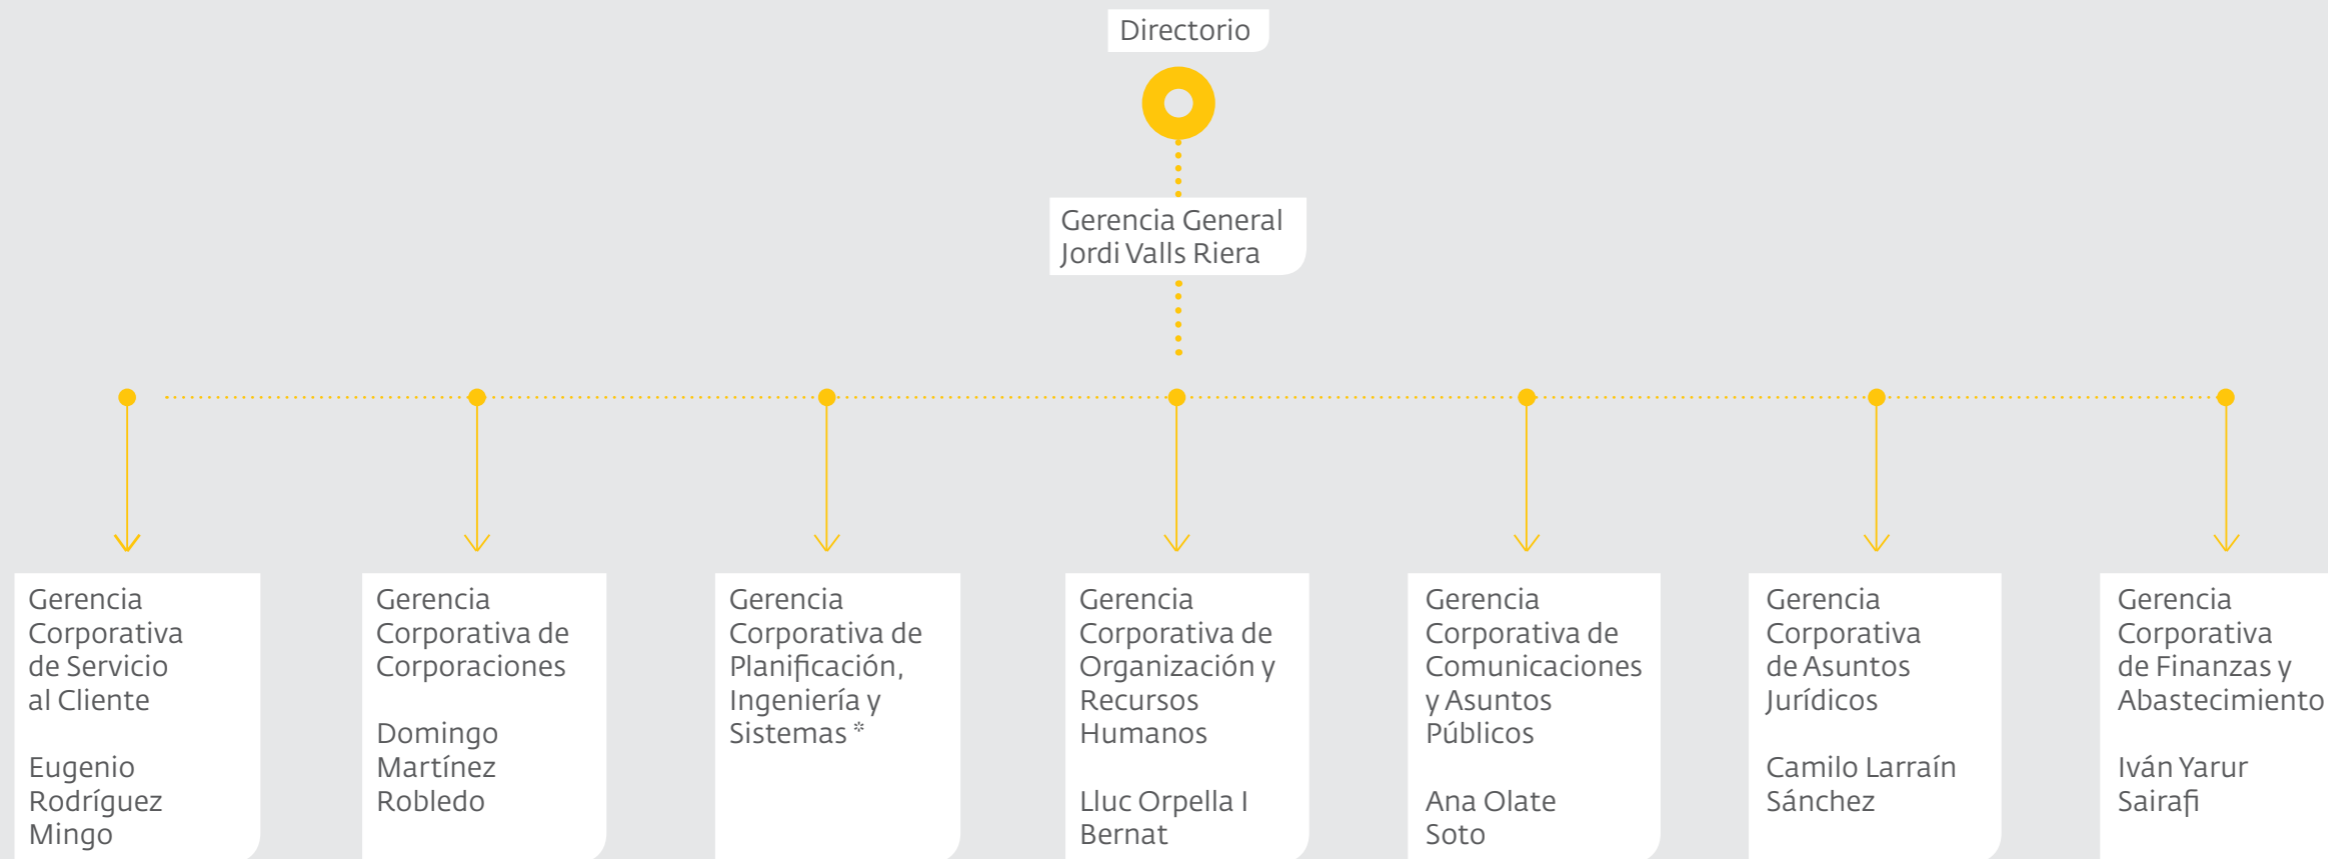 Directorio
Gerencia General
Jordi Valls Riera
Gerencia
Corporativa
de Servicio
al Cliente
Eugenio
Rodríguez
Mingo
Gerencia
Corporativa de
Corporaciones
Domingo
Martínez
Robledo
Gerencia
Corporativa de
Planificación,
Ingeniería y
Sistemas *
Gerencia
Corporativa de
Organización y
Recursos
Humanos
Lluc Orpella I
Bernat
Gerencia
Corporativa de
Comunicaciones
y Asuntos
Públicos
Ana Olate
Soto
Gerencia
Corporativa
de Asuntos
Jurídicos
Camilo Larraín
Sánchez
Gerencia
Corporativa
de Finanzas y
Abastecimiento
Iván Yarur
Sairafi